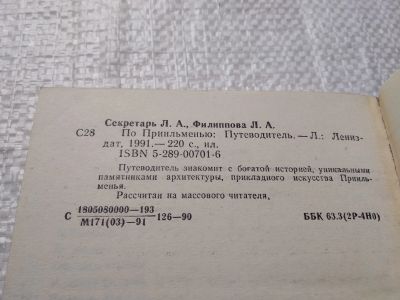 Секретарь Л. А., Филиппова Л. А.
С28 По Приильменью: Путеводитель.—Л.: Лениз-
дат, 1991.—220 с., ил.
ISBN 5-289-00701-6
Путеводитель знакомит с богатой историей, уникальными
памятниками архитектуры, прикладного искусства Приильме-
менья.
Рассчитан на массового читателя,
С 1805080000—193
М171(03)—91 126—90 ББК 63.3(2Р-4Н0)